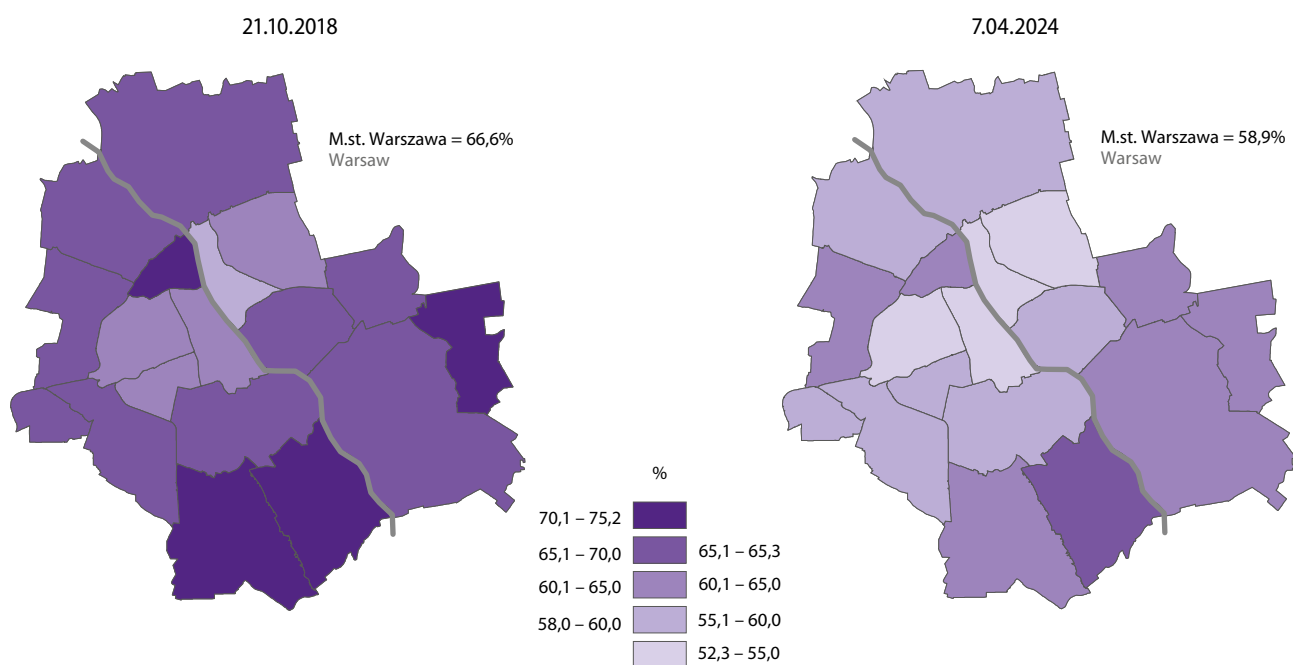 21.10.2018
7.04.2024
M.st. Warszawa = 66,6%
Warsaw
M.st. Warszawa = 58,9%
Warsaw
%
70,1 – 75,2
65,1 – 70,0
65,1 – 65,3
60,1 – 65,0
60,1 – 65,0
58,0 – 60,0
55,1 – 60,0
52,3 – 55,0